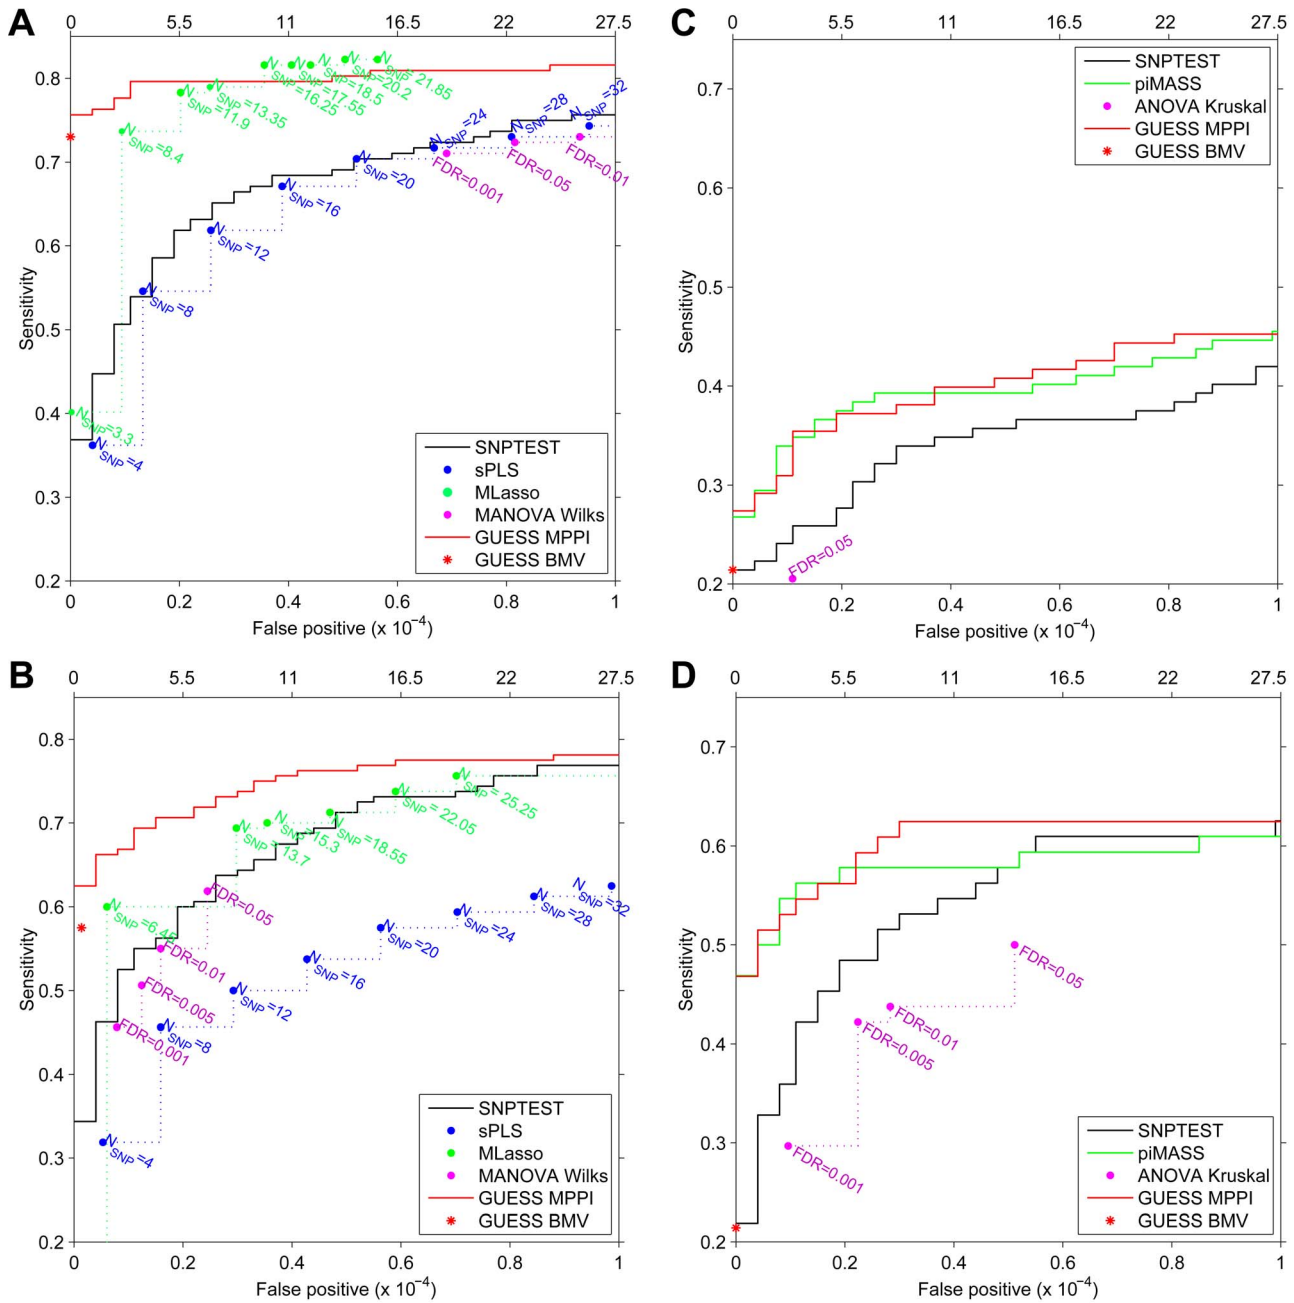 A
0 5.5 11 16.5 22 27.5
Sensitivity
0.8
0.7
0.6
0.5
0.4
0.3
0.2
N SNP =3.3
N SNP =8.4
N SNP =11.9
N SNP =13.35
N SNP =16.25
N SNP =17.55
N SNP =18.5
N SNP =20.2
N SNP =21.85
N SNP =4
N SNP =8
N SNP =12
N SNP =16
N SNP =20
N SNP =24
N SNP =28
N SNP =32
FDR=0.001
FDR=0.05
FDR=0.01
SNPTEST
sPLS
MLasso
MANOVA Wilks
GUESS MPPI
GUESS BMV
0 0.2 0.4 0.6 0.8 1
False positive (x 10⁻⁴)
C
0 5.5 11 16.5 22 27.5
Sensitivity
0.7
0.6
0.5
0.4
0.3
0.2
SNPTEST
piMASS
ANOVA Kruskal
GUESS MPPI
GUESS BMV
FDR=0.05
0 0.2 0.4 0.6 0.8 1
False positive (x 10⁻⁴)
B
0 5.5 11 16.5 22 27.5
Sensitivity
0.8
0.7
0.6
0.5
0.4
0.3
0.2
N SNP =6.45
N SNP = 13.7
N SNP =15.3
N SNP = 18.55
N SNP = 22.05
N SNP = 25.25
FDR=0.05
FDR=0.01
FDR=0.005
FDR=0.001
N SNP =4
N SNP =8
N SNP =12
N SNP =16
N SNP =20
N SNP =24
N SNP =28
N SNP =32
SNPTEST
sPLS
MLasso
MANOVA Wilks
GUESS MPPI
GUESS BMV
0 0.2 0.4 0.6 0.8 1
False positive (x 10⁻⁴)
D
0 5.5 11 16.5 22 27.5
Sensitivity
0.7
0.6
0.5
0.4
0.3
0.2
FDR=0.05
FDR=0.01
FDR=0.005
FDR=0.001
SNPTEST
piMASS
ANOVA Kruskal
GUESS MPPI
GUESS BMV
0 0.2 0.4 0.6 0.8 1
False positive (x 10⁻⁴)